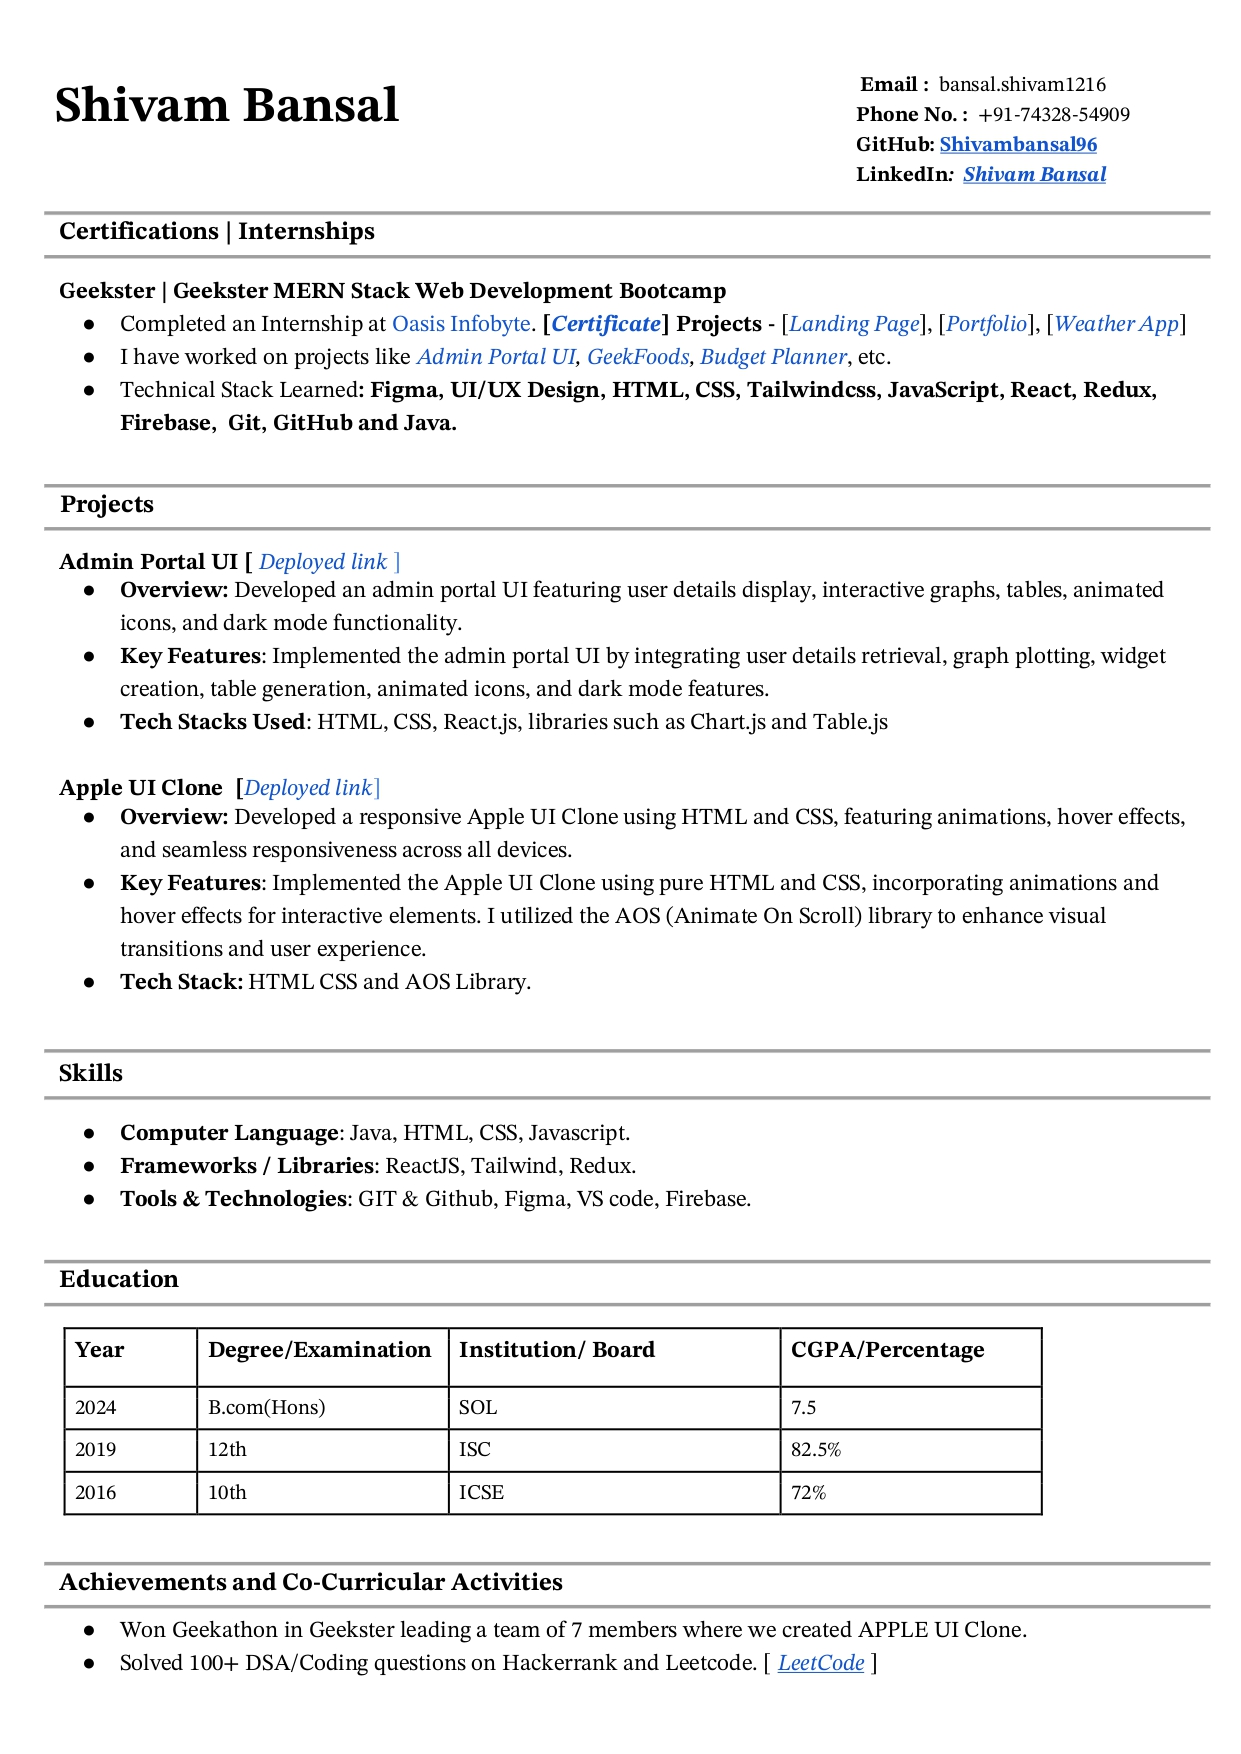 Shivam Bansal
Email :  bansal.shivam1216
Phone No. :  +91-74328-54909
GitHub: Shivambansal96
LinkedIn:  Shivam Bansal
Certifications | Internships
Geekster | Geekster MERN Stack Web Development Bootcamp
● Completed an Internship at Oasis Infobyte. [Certificate] Projects - [Landing Page], [Portfolio], [Weather App]
● I have worked on projects like Admin Portal UI, GeekFoods, Budget Planner, etc.
● Technical Stack Learned: Figma, UI/UX Design, HTML, CSS, Tailwindcss, JavaScript, React, Redux,
Firebase,  Git, GitHub and Java.
Projects
Admin Portal UI [ Deployed link ]
● Overview: Developed an admin portal UI featuring user details display, interactive graphs, tables, animated
icons, and dark mode functionality.
● Key Features: Implemented the admin portal UI by integrating user details retrieval, graph plotting, widget
creation, table generation, animated icons, and dark mode features.
● Tech Stacks Used: HTML, CSS, React.js, libraries such as Chart.js and Table.js
Apple UI Clone  [Deployed link]
● Overview: Developed a responsive Apple UI Clone using HTML and CSS, featuring animations, hover effects,
and seamless responsiveness across all devices.
● Key Features: Implemented the Apple UI Clone using pure HTML and CSS, incorporating animations and
hover effects for interactive elements. I utilized the AOS (Animate On Scroll) library to enhance visual
transitions and user experience.
● Tech Stack: HTML CSS and AOS Library.
Skills
● Computer Language: Java, HTML, CSS, Javascript.
● Frameworks / Libraries: ReactJS, Tailwind, Redux.
● Tools & Technologies: GIT & Github, Figma, VS code, Firebase.
Education
Year Degree/Examination Institution/ Board CGPA/Percentage
2024 B.com(Hons) SOL 7.5
2019 12th ISC 82.5%
2016 10th ICSE 72%
Achievements and Co-Curricular Activities
● Won Geekathon in Geekster leading a team of 7 members where we created APPLE UI Clone.
● Solved 100+ DSA/Coding questions on Hackerrank and Leetcode. [ LeetCode ]